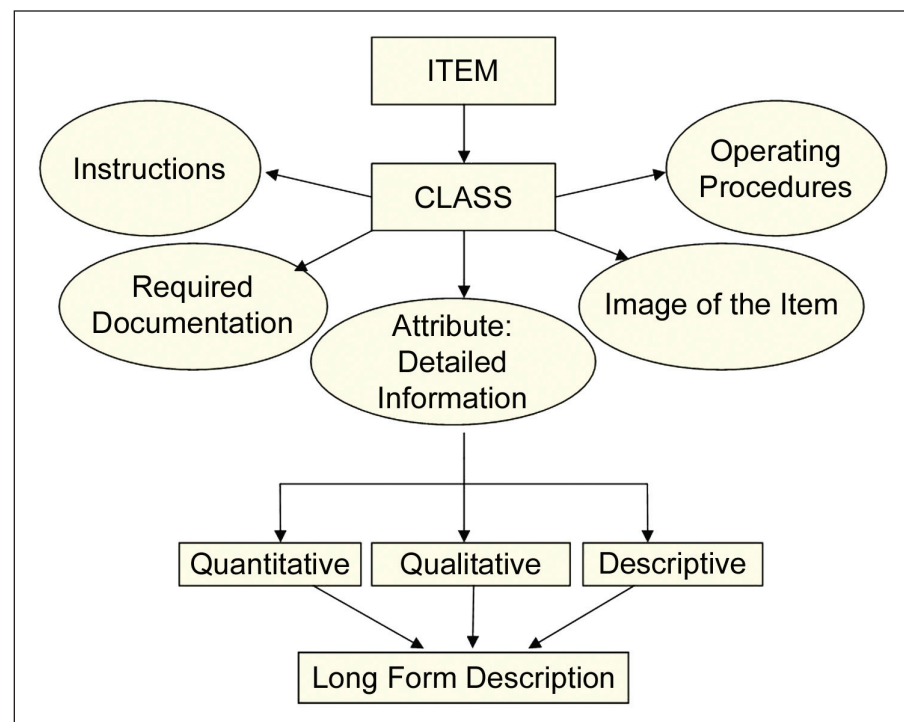 ITEM
Instructions
Operating
Procedures
CLASS
Required
Documentation
Image of the Item
Attribute:
Detailed
Information
Quantitative
Qualitative
Descriptive
Long Form Description